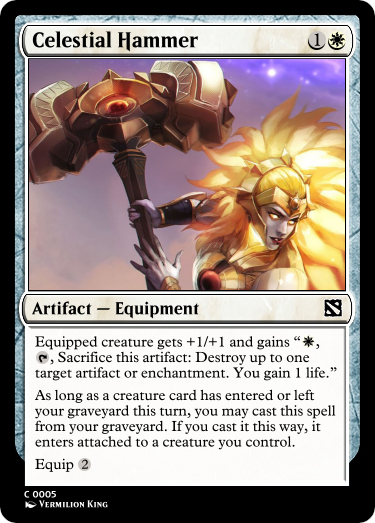 Celestial Hammer 1
Artifact — Equipment
Equipped creature gets +1/+1 and gains “,
, Sacrifice this artifact: Destroy up to one
target artifact or enchantment. You gain 1 life.”
As long as a creature card has entered or left
your graveyard this turn, you may cast this spell
from your graveyard. If you cast it this way, it
enters attached to a creature you control.
Equip 2
C 0005
Vermilion King